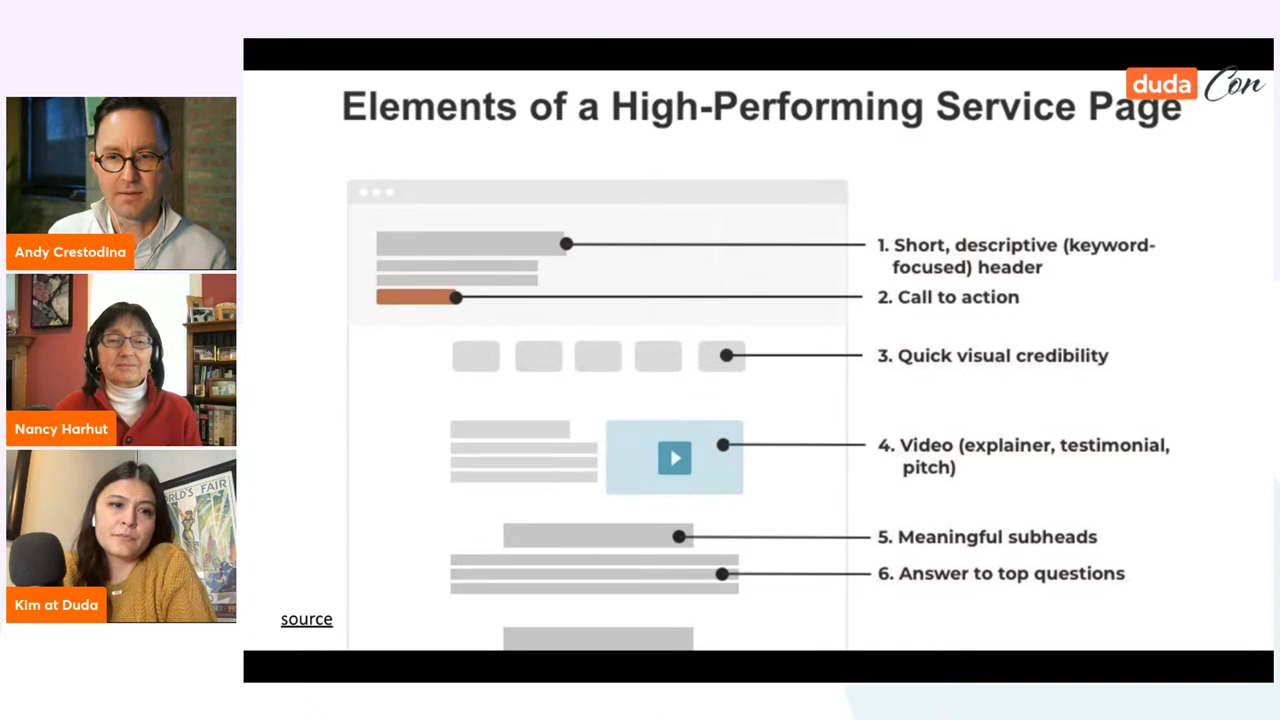 duda Con
Elements of a High-Performing Service Page
1. Short, descriptive (keyword-
focused) header
2. Call to action
3. Quick visual credibility
4. Video (explainer, testimonial,
pitch)
5. Meaningful subheads
6. Answer to top questions
source
Andy Crestodina
Nancy Harhut
WORLD'S FAIR
Kim at Duda